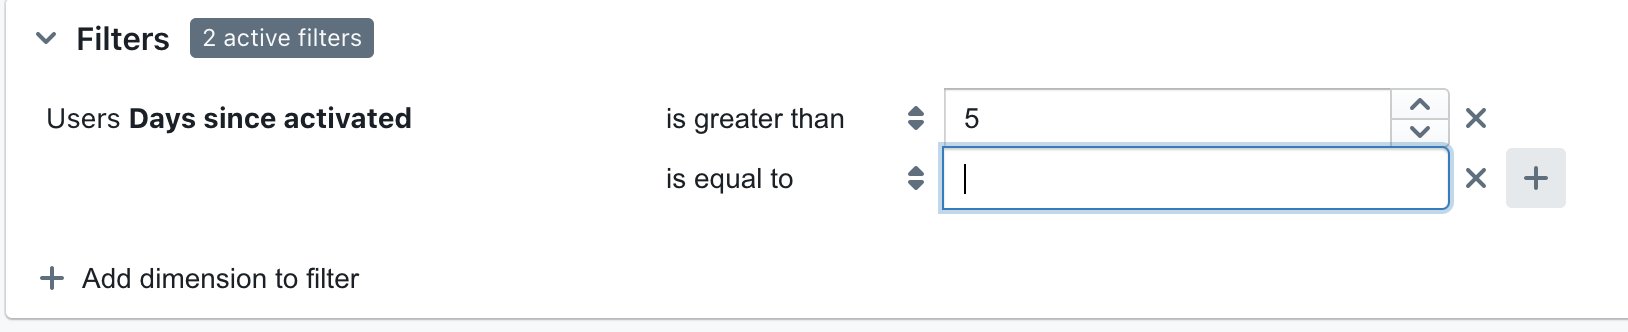 Filters 2 active filters
Users Days since activated is greater than 5
is equal to
Add dimension to filter